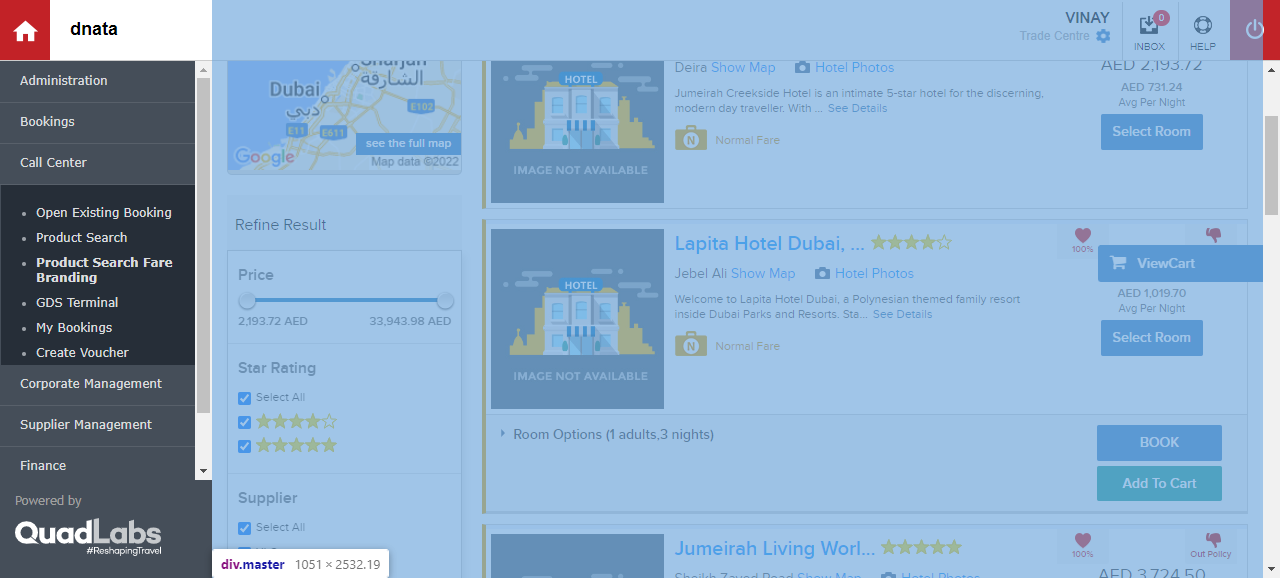 dnata
VINAY
Trade Centre
0
INBOX
HELP
Administration
Bookings
Call Center
Open Existing Booking
Product Search
Product Search Fare
Branding
GDS Terminal
My Bookings
Create Voucher
Corporate Management
Supplier Management
Finance
Powered by
QuadLabs
#ReshapingTravel
Sharjah
الشارقة
Dubai
دبي
E102
E11
E611
see the full map
Google
Map data ©2022
Refine Result
Price
2,193.72 AED
33,943.98 AED
Star Rating
Select All
Supplier
Select All
HOTEL
IMAGE NOT AVAILABLE
Deira Show Map Hotel Photos
Jumeirah Creekside Hotel is an intimate 5-star hotel for the discerning,
modern day traveller. With ... See Details
N Normal Fare
AED 2,193.72
AED 731.24
Avg Per Night
Select Room
HOTEL
IMAGE NOT AVAILABLE
Lapita Hotel Dubai, ...
Jebel Ali Show Map Hotel Photos
Welcome to Lapita Hotel Dubai, a Polynesian themed family resort
inside Dubai Parks and Resorts. Sta... See Details
N Normal Fare
100%
ViewCart
AED 1,019.70
Avg Per Night
Select Room
Room Options (1 adults,3 nights)
BOOK
Add To Cart
Jumeirah Living Worl...
100%
Out Policy
Sheikh Zayed Road Show Map Hotel Photos
AED 3,724.50
div.master 1051 × 2532.19